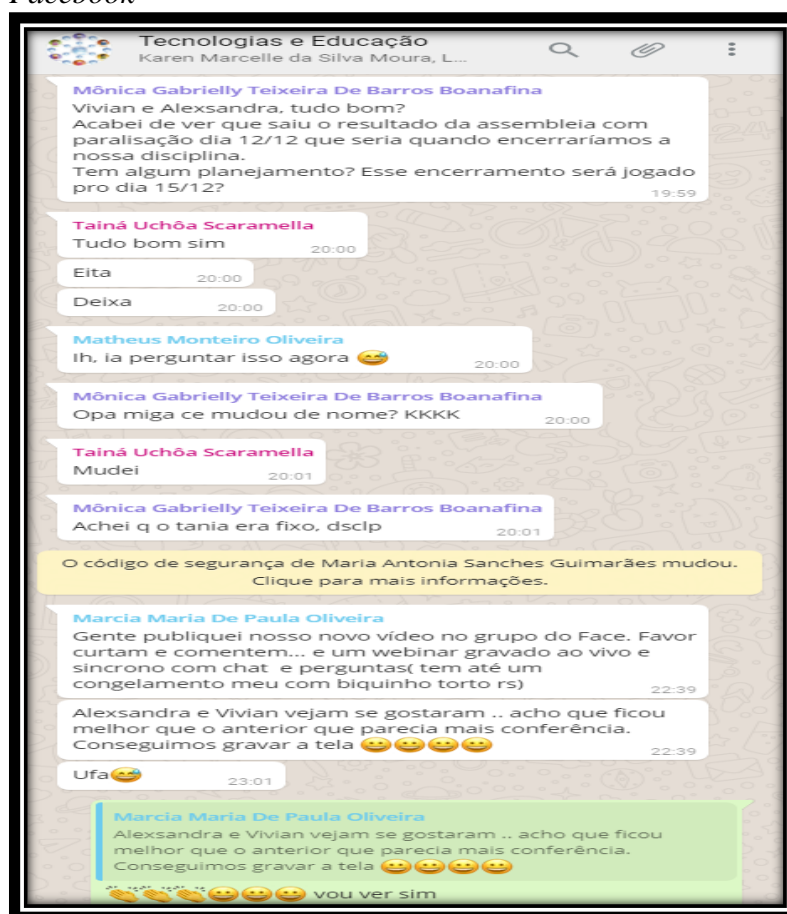 Facebook
Tecnologias e Educação
Karen Marcelle da Silva Moura, L...
Mônica Gabrielly Teixeira De Barros Boanafina
Vivian e Alexsandra, tudo bom?
Acabei de ver que saiu o resultado da assembleia com
paralisação dia 12/12 que seria quando encerraríamos a
nossa disciplina.
Tem algum planejamento? Esse encerramento será jogado
pro dia 15/12?
19:59
Tainá Uchôa Scaramella
Tudo bom sim
20:00
Eita
20:00
Deixa
20:00
Matheus Monteiro Oliveira
Ih, ia perguntar isso agora 😅
20:00
Mônica Gabrielly Teixeira De Barros Boanafina
Opa miga ce mudou de nome? KKKK
20:00
Tainá Uchôa Scaramella
Mudei
20:01
Mônica Gabrielly Teixeira De Barros Boanafina
Achei q o tania era fixo, dsclp
20:01
O código de segurança de Maria Antonia Sanches Guimarães mudou.
Clique para mais informações.
Marcia Maria De Paula Oliveira
Gente publiquei nosso novo vídeo no grupo do Face. Favor
curtam e comentem... e um webinar gravado ao vivo e
sincrono com chat e perguntas( tem até um
congelamento meu com biquinho torto rs)
22:39
Alexsandra e Vivian vejam se gostaram .. acho que ficou
melhor que o anterior que parecia mais conferência.
Conseguimos gravar a tela 😀😀😀😀
22:39
Ufa😅
23:01
Marcia Maria De Paula Oliveira
Alexsandra e Vivian vejam se gostaram .. acho que ficou
melhor que o anterior que parecia mais conferência.
Conseguimos gravar a tela 😀😀😀😀
👏👏👏😀😀😀 vou ver sim